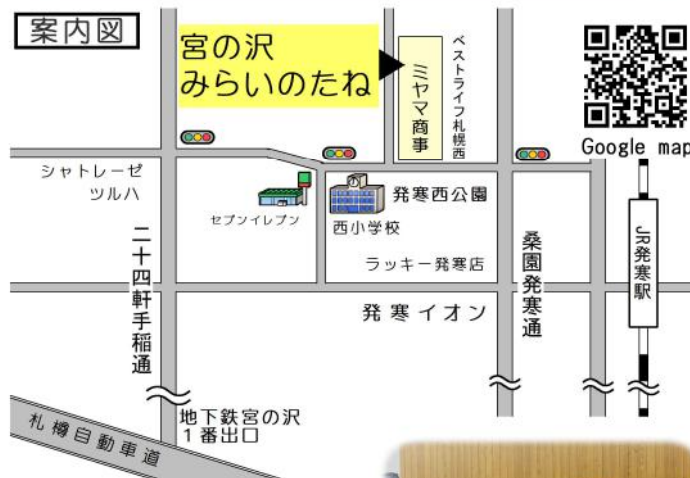 案内図
宮の沢
みらいのたね
ミヤマ商事
ベストライフ札幌西
Google map
シャトレーゼ
ツルハ
セブンイレブン
西小学校
発寒西公園
ラッキー発寒店
二十四軒手稲通
桑園発寒通
JR発寒駅
発寒イオン
地下鉄宮の沢
1番出口
札樽自動車道